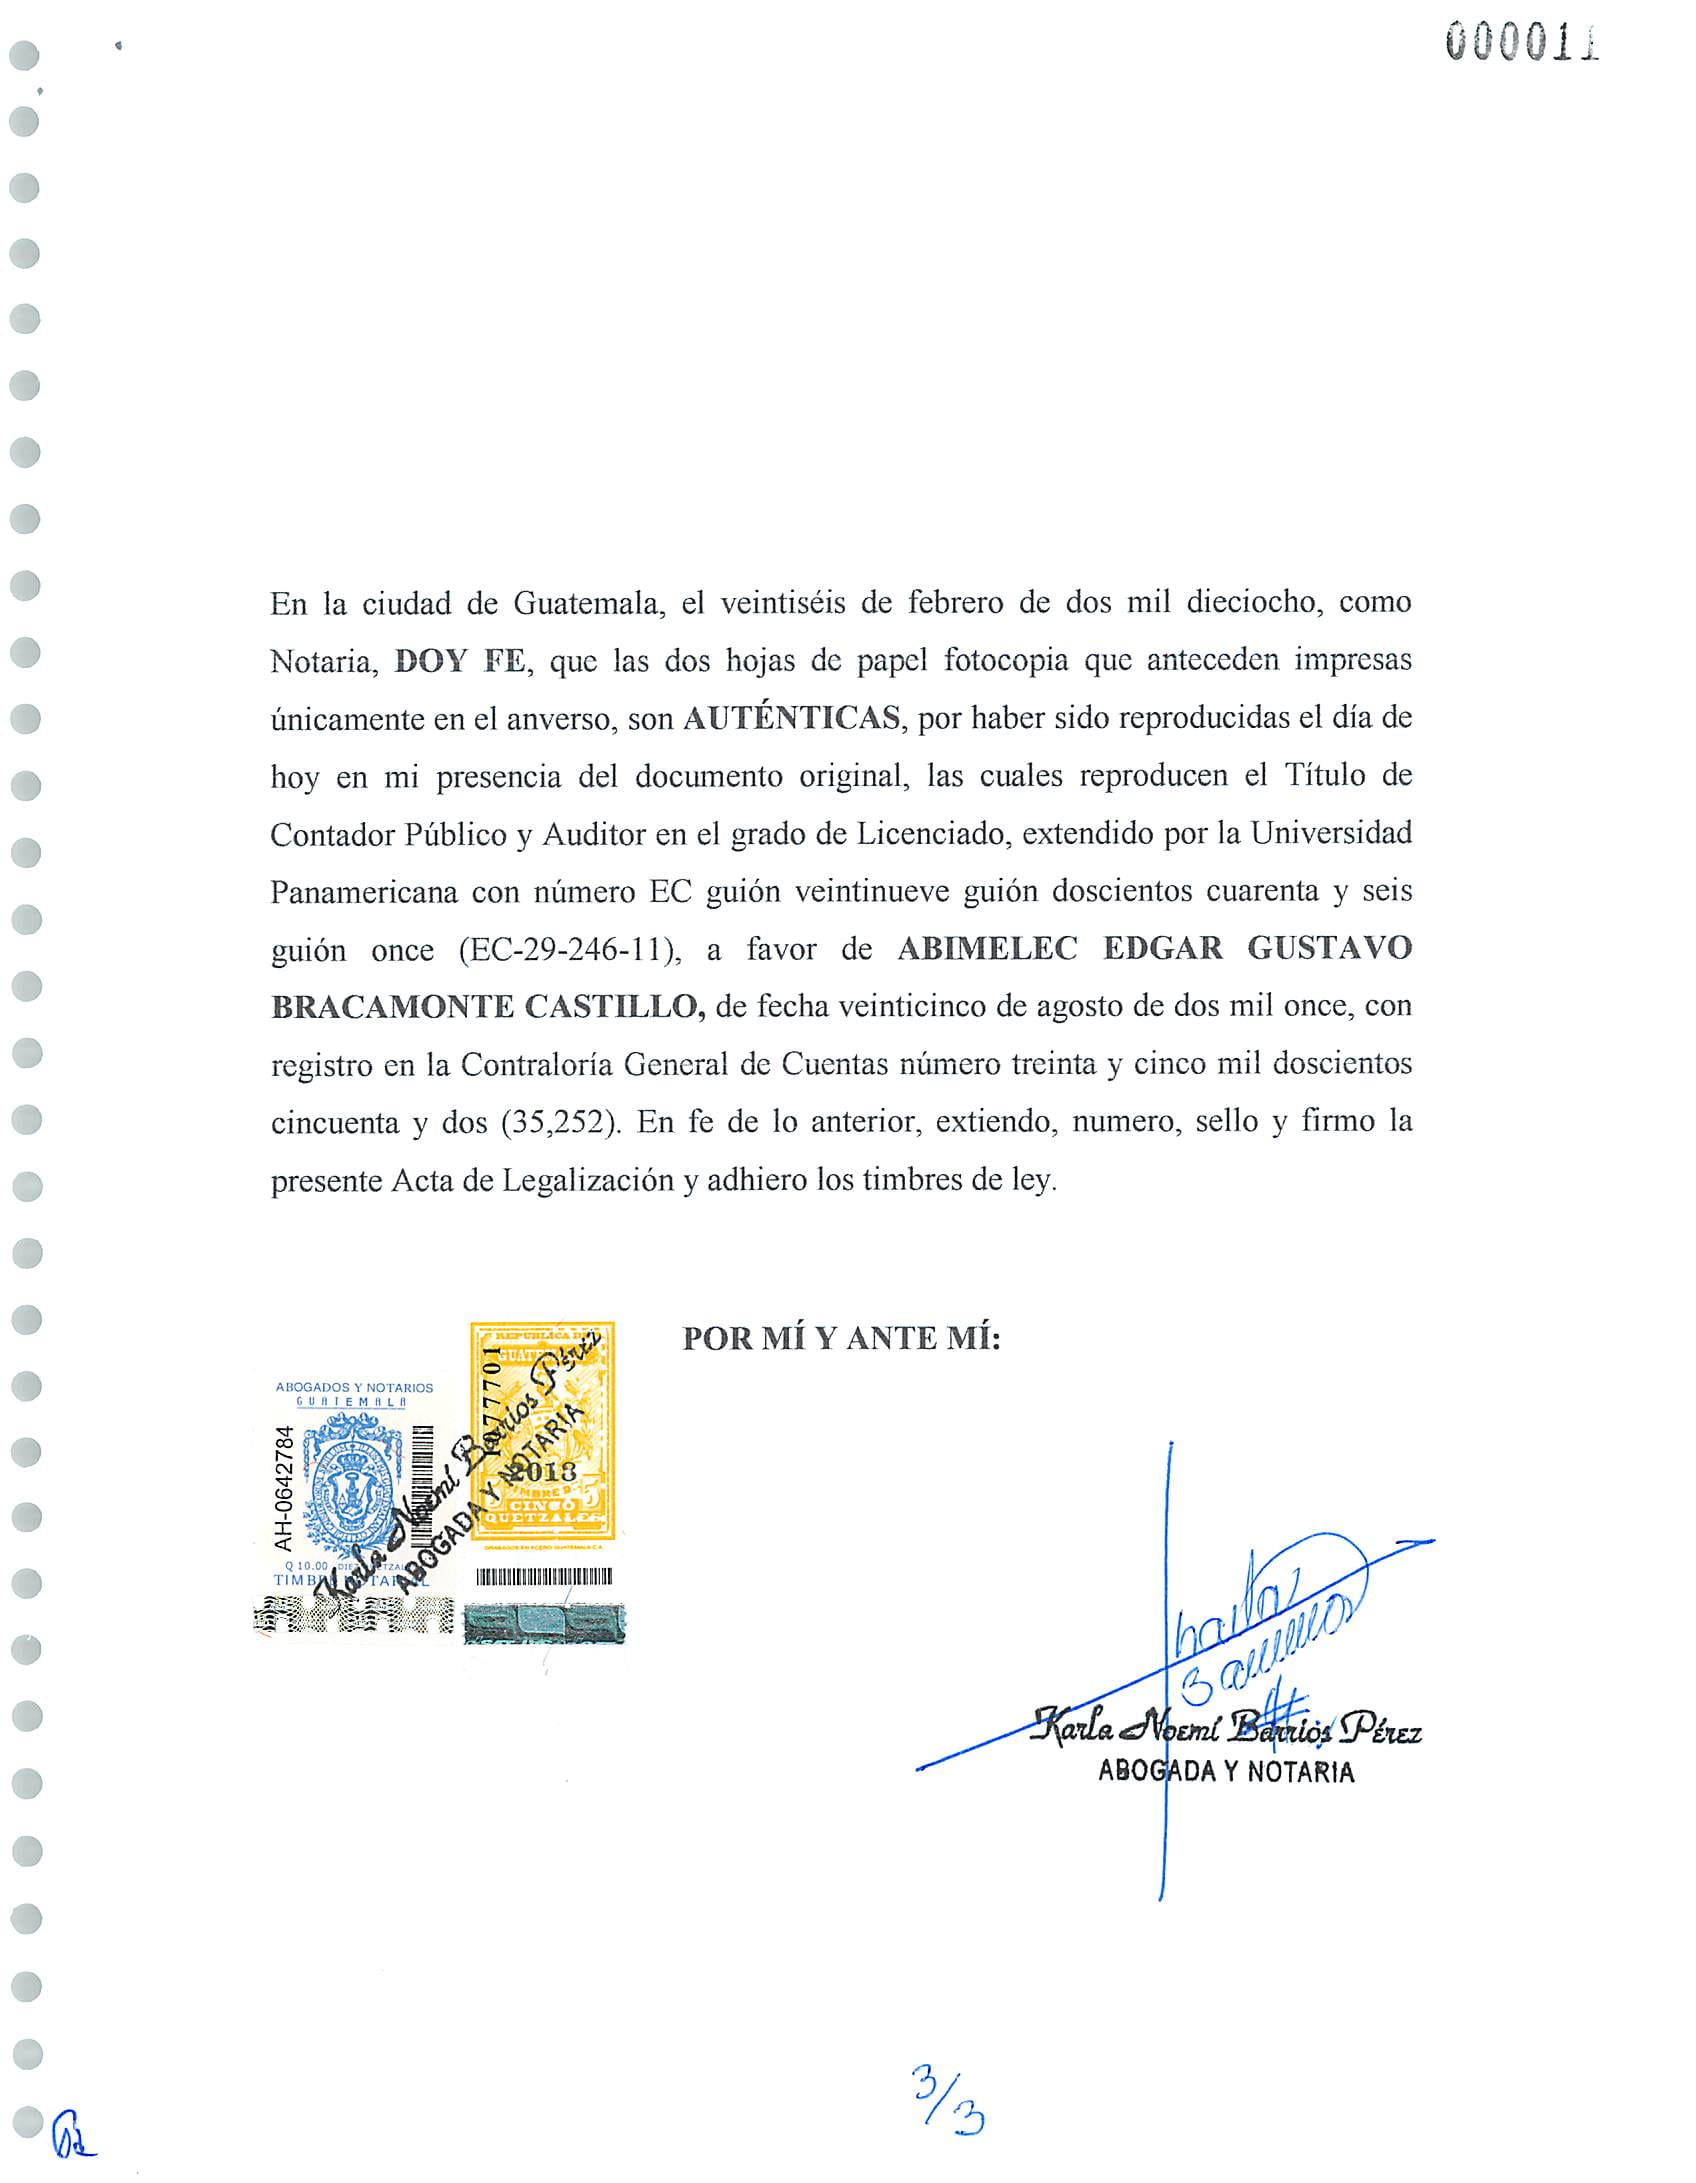 000011
En la ciudad de Guatemala, el veintiséis de febrero de dos mil dieciocho, como
Notaria, DOY FE, que las dos hojas de papel fotocopia que anteceden impresas
únicamente en el anverso, son AUTÉNTICAS, por haber sido reproducidas el día de
hoy en mi presencia del documento original, las cuales reproducen el Título de
Contador Público y Auditor en el grado de Licenciado, extendido por la Universidad
Panamericana con número EC guión veintinueve guión doscientos cuarenta y seis
guión once (EC-29-246-11), a favor de ABIMELEC EDGAR GUSTAVO
BRACAMONTE CASTILLO, de fecha veinticinco de agosto de dos mil once, con
registro en la Contraloría General de Cuentas número treinta y cinco mil doscientos
cincuenta y dos (35,252). En fe de lo anterior, extiendo, numero, sello y firmo la
presente Acta de Legalización y adhiero los timbres de ley.
POR MÍ Y ANTE MÍ:
ABOGADOS Y NOTARIOS
GUATEMALA
AH-0642784
Q 10.00
TIMBRE NOTARIAL
REPUBLICA DE
GUATEMALA
CINCO
QUETZALES
5
GRABADOS EN ACERO GUATEMALA C.A.
Karla Noemí Barrios Pérez
ABOGADA Y NOTARIA
Karla Noemí Barrios Pérez
ABOGADA Y NOTARIA
3/3